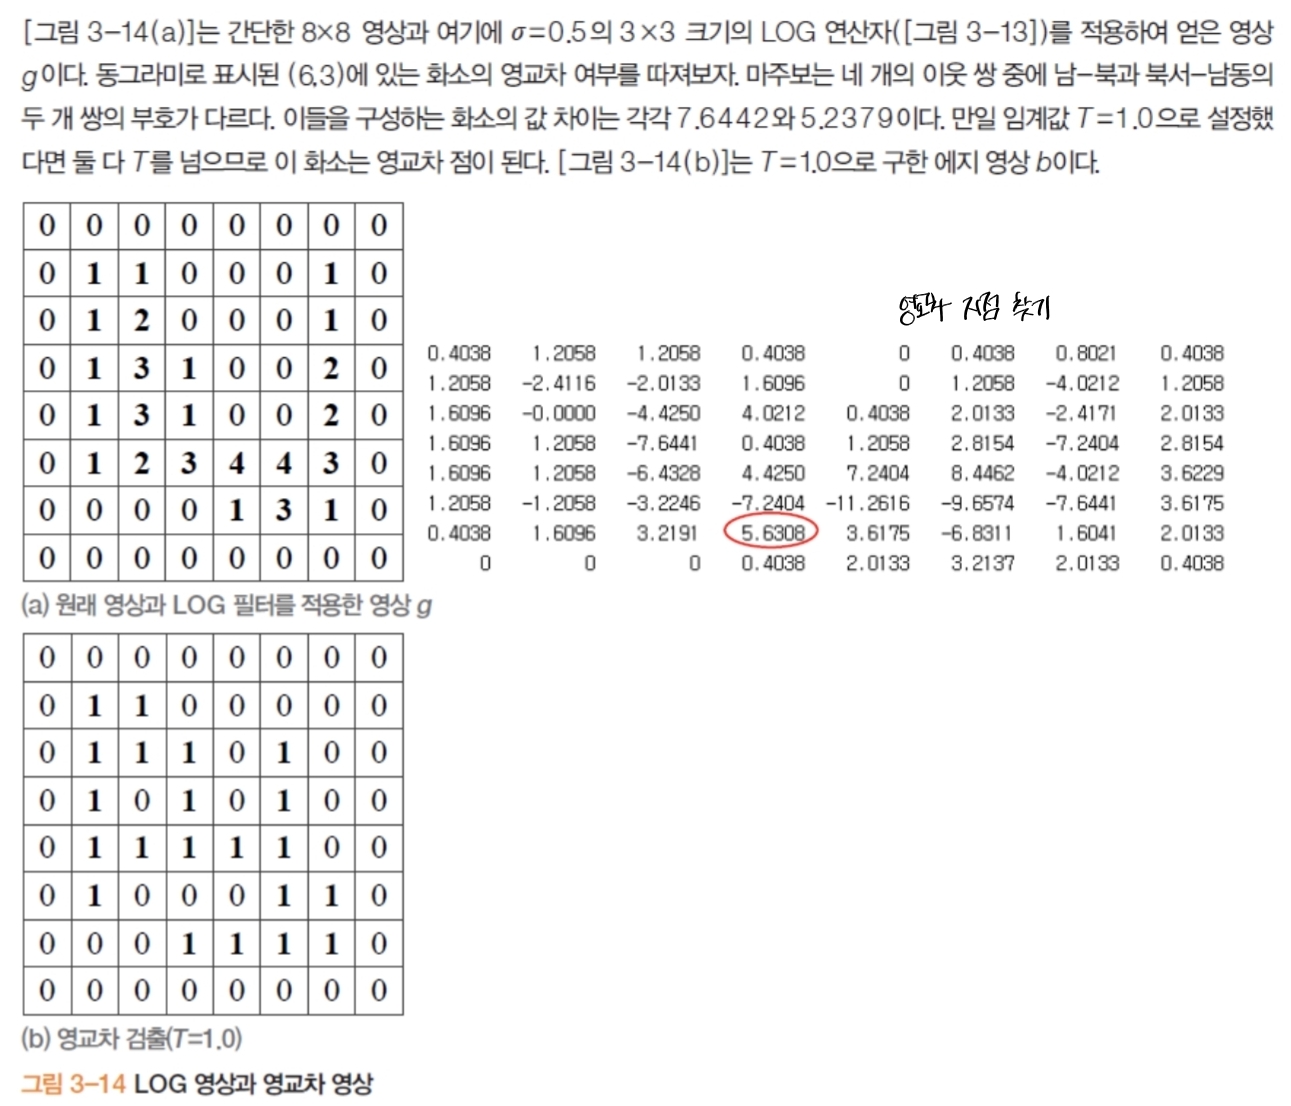 [그림 3-14(a)]는 간단한 8×8 영상과 여기에 σ=0.5의 3×3 크기의 LOG 연산자([그림 3-13])를 적용하여 얻은 영상
g이다. 동그라미로 표시된 (6,3)에 있는 화소의 영교차 여부를 따져보자. 마주보는 네 개의 이웃 쌍 중에 남-북과 북서-남동의
두 개 쌍의 부호가 다르다. 이들을 구성하는 화소의 값 차이는 각각 7.6442와 5.2379이다. 만일 임계값 T=1.0으로 설정했
다면 둘 다 T를 넘으므로 이 화소는 영교차 점이 된다. [그림 3-14(b)]는 T=1.0으로 구한 에지 영상 b이다.
0 0 0 0 0 0 0 0
0 1 1 0 0 0 1 0
0 1 2 0 0 0 1 0
0 1 3 1 0 0 2 0
0 1 3 1 0 0 2 0
0 1 2 3 4 4 3 0
0 0 0 0 1 3 1 0
0 0 0 0 0 0 0 0
영교차 지점 찾기
0.4038 1.2058 1.2058 0.4038 0 0.4038 0.8021 0.4038
1.2058 -2.4116 -2.0133 1.6096 0 1.2058 -4.0212 1.2058
1.6096 -0.0000 -4.4250 4.0212 0.4038 2.0133 -2.4171 2.0133
1.6096 1.2058 -7.6441 0.4038 1.2058 2.8154 -7.2404 2.8154
1.6096 1.2058 -6.4328 4.4250 7.2404 8.4462 -4.0212 3.6229
1.2058 -1.2058 -3.2246 -7.2404 -11.2616 -9.6574 -7.6441 3.6175
0.4038 1.6096 3.2191 5.6308 3.6175 -6.8311 1.6041 2.0133
0 0 0 0.4038 2.0133 3.2137 2.0133 0.4038
(a) 원래 영상과 LOG 필터를 적용한 영상 g
0 0 0 0 0 0 0 0
0 1 1 0 0 0 0 0
0 1 1 1 0 1 0 0
0 1 0 1 0 1 0 0
0 1 1 1 1 1 0 0
0 1 0 0 0 1 1 0
0 0 0 1 1 1 1 0
0 0 0 0 0 0 0 0
(b) 영교차 검출(T=1.0)
그림 3-14 LOG 영상과 영교차 영상